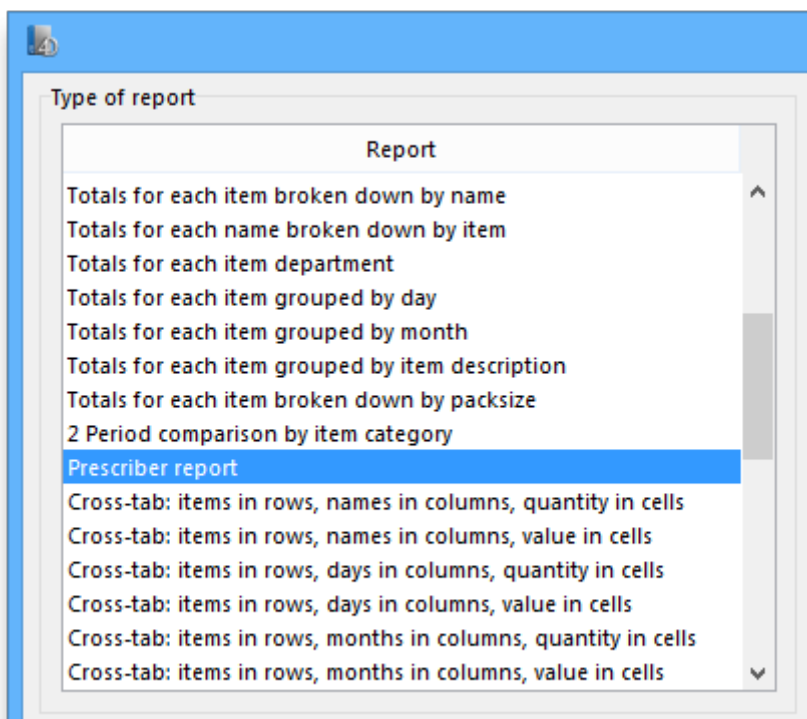 Type of report
Report
Totals for each item broken down by name
Totals for each name broken down by item
Totals for each item department
Totals for each item grouped by day
Totals for each item grouped by month
Totals for each item grouped by item description
Totals for each item broken down by packsize
2 Period comparison by item category
Prescriber report
Cross-tab: items in rows, names in columns, quantity in cells
Cross-tab: items in rows, names in columns, value in cells
Cross-tab: items in rows, days in columns, quantity in cells
Cross-tab: items in rows, days in columns, value in cells
Cross-tab: items in rows, months in columns, quantity in cells
Cross-tab: items in rows, months in columns, value in cells